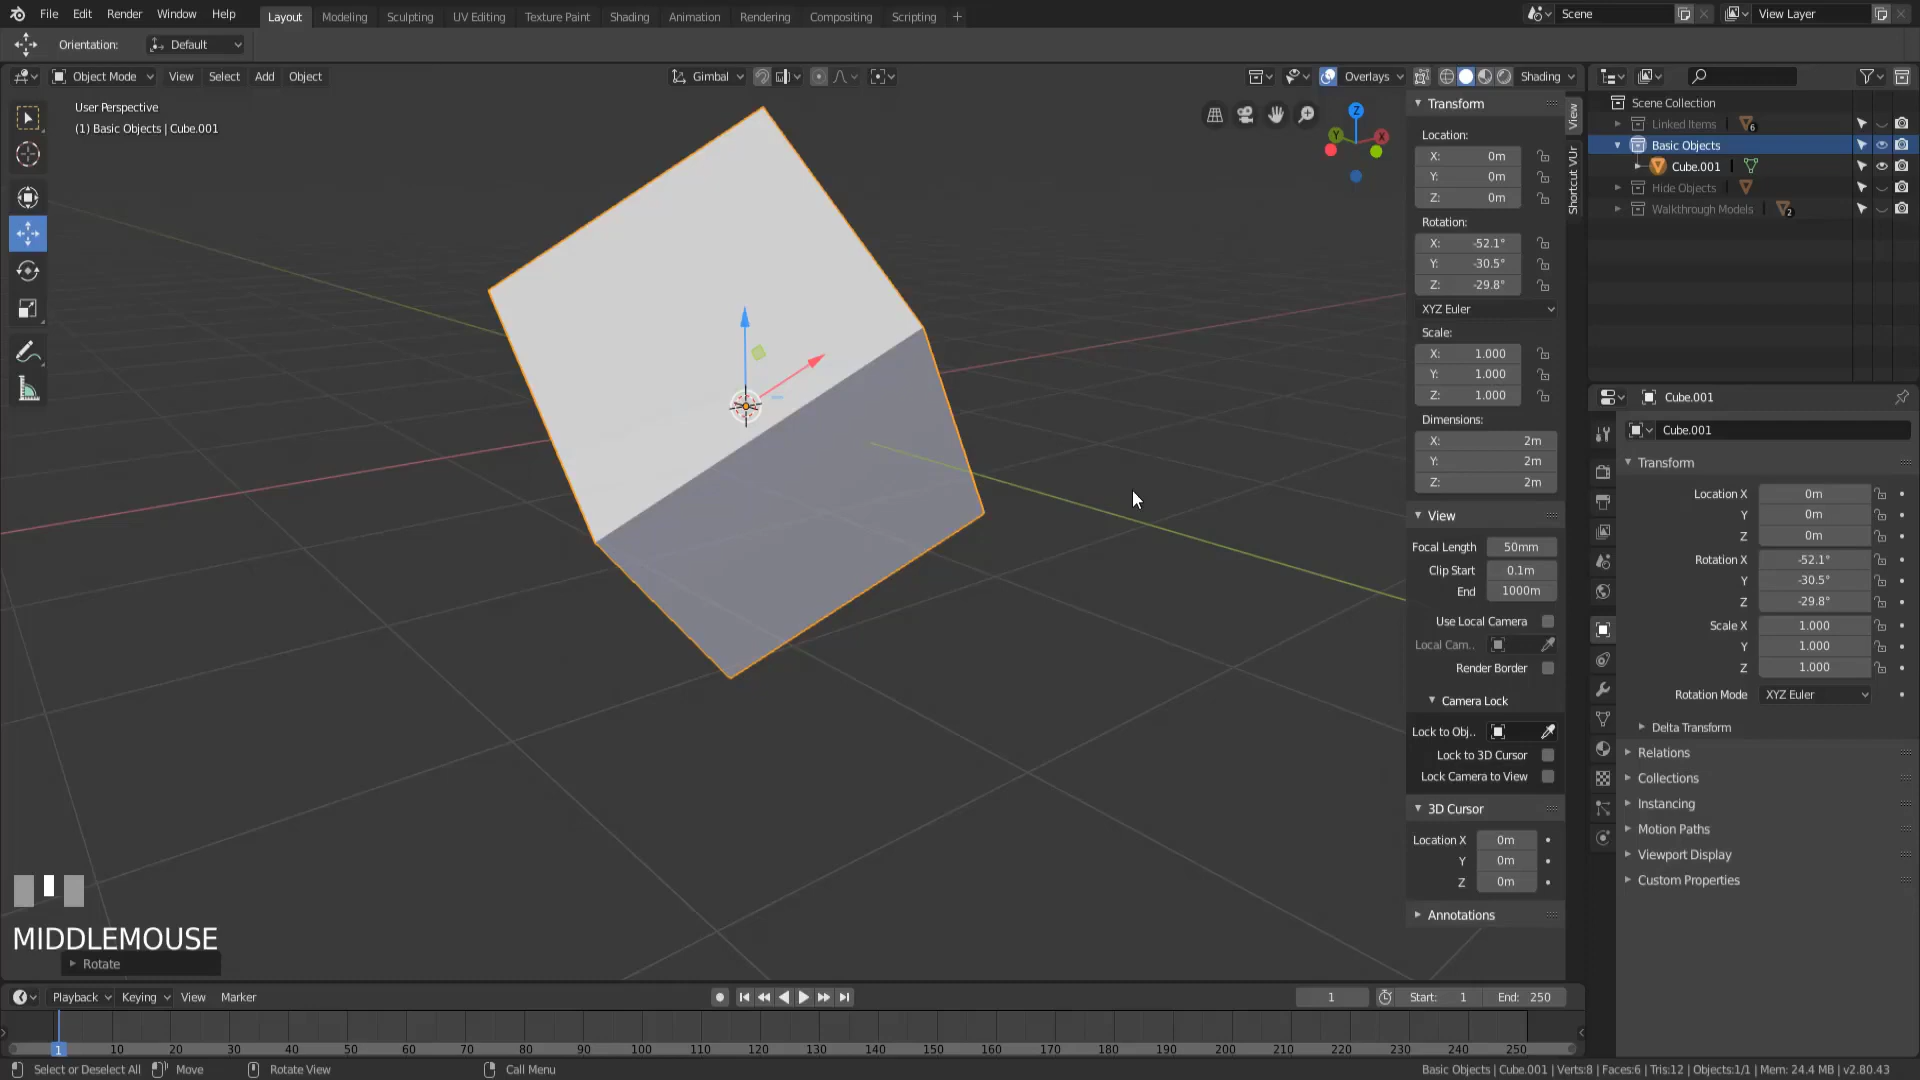 File Edit Render Window Help Layout Modeling Sculpting UV Editing Texture Paint Shading Animation Rendering Compositing Scripting + Scene View Layer
Orientation: Default
Object Mode View Select Add Object Gimbal Overlays Shading
User Perspective
(1) Basic Objects | Cube.001
Z
Y
X
Transform
Location:
X: 0m
Y: 0m
Z: 0m
Rotation:
X: -52.1°
Y: -30.5°
Z: -29.8°
XYZ Euler
Scale:
X: 1.000
Y: 1.000
Z: 1.000
Dimensions:
X: 2m
Y: 2m
Z: 2m
View
Focal Length 50mm
Clip Start 0.1m
End 1000m
Use Local Camera
Local Cam..
Render Border
Camera Lock
Lock to Obj..
Lock to 3D Cursor
Lock Camera to View
3D Cursor
Location X 0m
Y 0m
Z 0m
Annotations
View
Shortcut VUr
Scene Collection
Linked Items 6
Basic Objects
Cube.001
Hide Objects
Walkthrough Models 2
Cube.001
Cube.001
Transform
Location X 0m
Y 0m
Z 0m
Rotation X -52.1°
Y -30.5°
Z -29.8°
Scale X 1.000
Y 1.000
Z 1.000
Rotation Mode XYZ Euler
Delta Transform
Relations
Collections
Instancing
Motion Paths
Viewport Display
Custom Properties
MIDDLEMOUSE
Rotate
Playback Keying View Marker 1 Start: 1 End: 250
1 10 20 30 40 50 60 70 80 90 100 110 120 130 140 150 160 170 180 190 200 210 220 230 240 250
Select or Deselect All Move Rotate View Call Menu Basic Objects | Cube.001 | Verts:8 | Faces:6 | Tris:12 | Objects:1/1 | Mem: 24.4 MB | v2.80.43